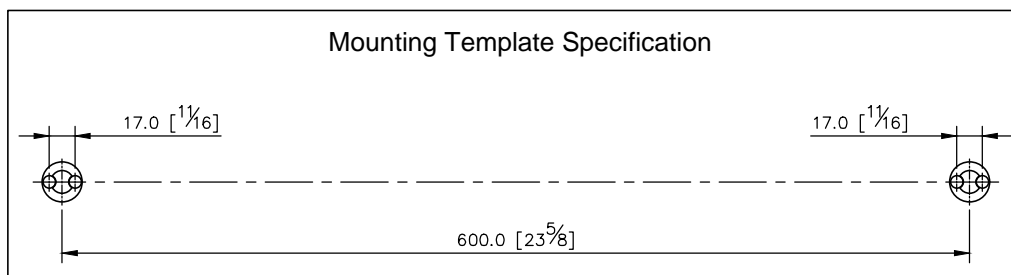 Mounting Template Specification
17.0 [11/16]
17.0 [11/16]
600.0 [23 5/8]